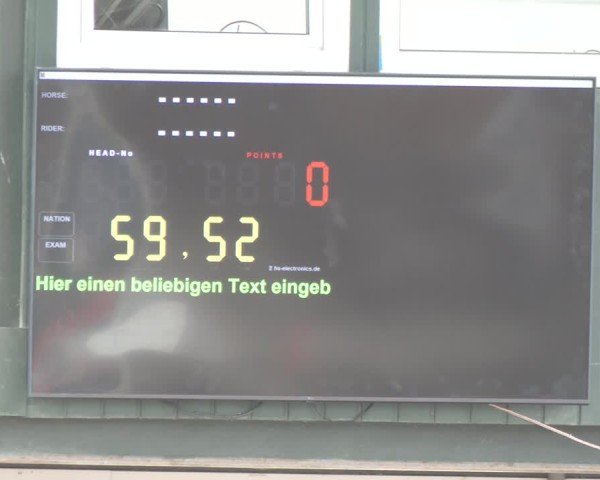 HORSE: ------
RIDER: ------
HEAD-No POINTS
0
NATION
EXAM
59,52
hs-electronics.de
Hier einen beliebigen Text eingeb